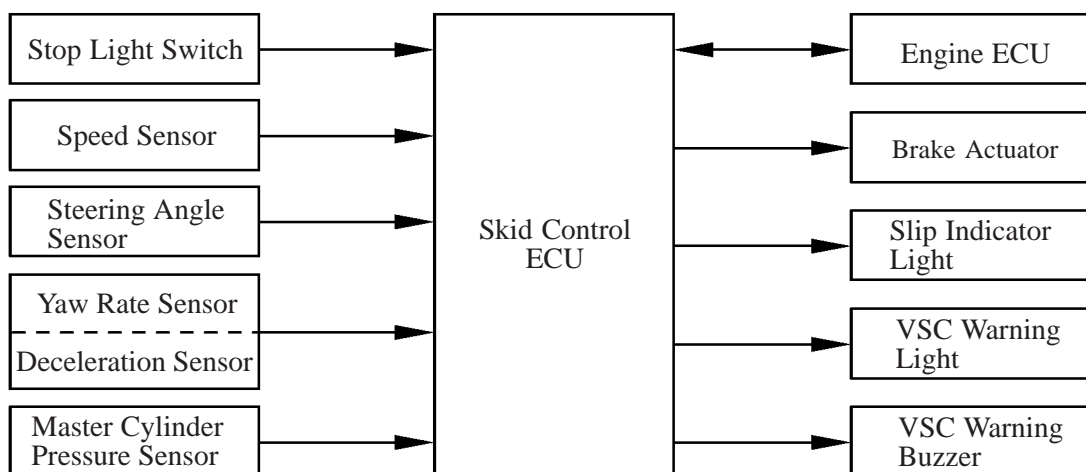 Stop Light Switch
Speed Sensor
Steering Angle
Sensor
Yaw Rate Sensor
Deceleration Sensor
Master Cylinder
Pressure Sensor
Skid Control
ECU
Engine ECU
Brake Actuator
Slip Indicator
Light
VSC Warning
Light
VSC Warning
Buzzer